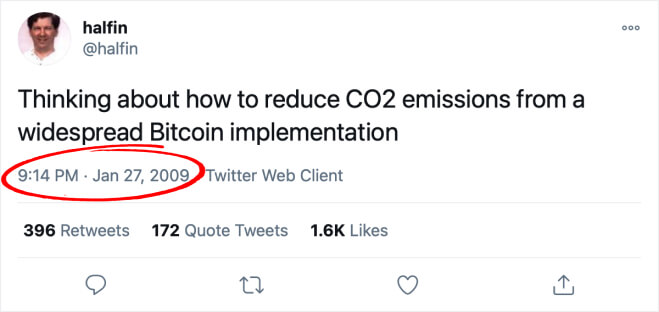 halfin
@halfin
Thinking about how to reduce CO2 emissions from a
widespread Bitcoin implementation
9:14 PM · Jan 27, 2009 Twitter Web Client
396 Retweets 172 Quote Tweets 1.6K Likes